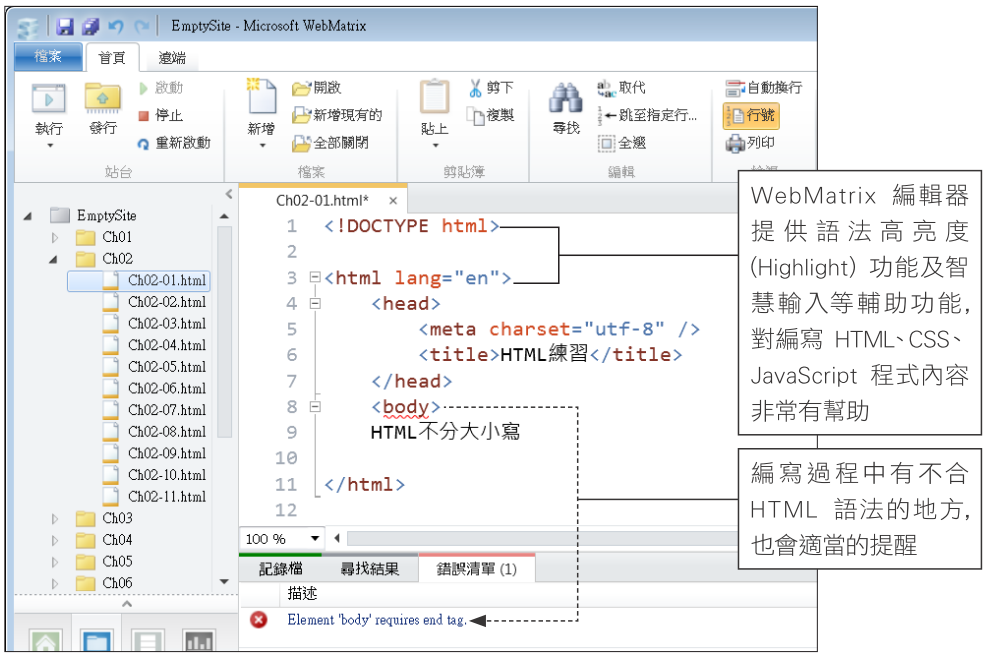 EmptySite - Microsoft WebMatrix
檔案 首頁 遠端
執行
發行
啟動
停止
重新啟動
站台
新增
開啟
新增現有的
全部關閉
檔案
貼上
剪下
複製
剪貼簿
尋找
取代
跳至指定行...
全選
編輯
自動換行
行號
列印
EmptySite
Ch01
Ch02
Ch02-01.html
Ch02-02.html
Ch02-03.html
Ch02-04.html
Ch02-05.html
Ch02-06.html
Ch02-07.html
Ch02-08.html
Ch02-09.html
Ch02-10.html
Ch02-11.html
Ch03
Ch04
Ch05
Ch06
Ch02-01.html* ×
1 <!DOCTYPE html>
2
3 <html lang="en">
4 <head>
5 <meta charset="utf-8" />
6 <title>HTML練習</title>
7 </head>
8 <body>
9 HTML不分大小寫
10
11 </html>
12
100 %
記錄檔 尋找結果 錯誤清單 (1)
描述
Element 'body' requires end tag.
WebMatrix 編輯器
提供語法高亮度
(Highlight) 功能及智
慧輸入等輔助功能,
對編寫 HTML、CSS、
JavaScript 程式內容
非常有幫助
編寫過程中有不合
HTML 語法的地方,
也會適當的提醒